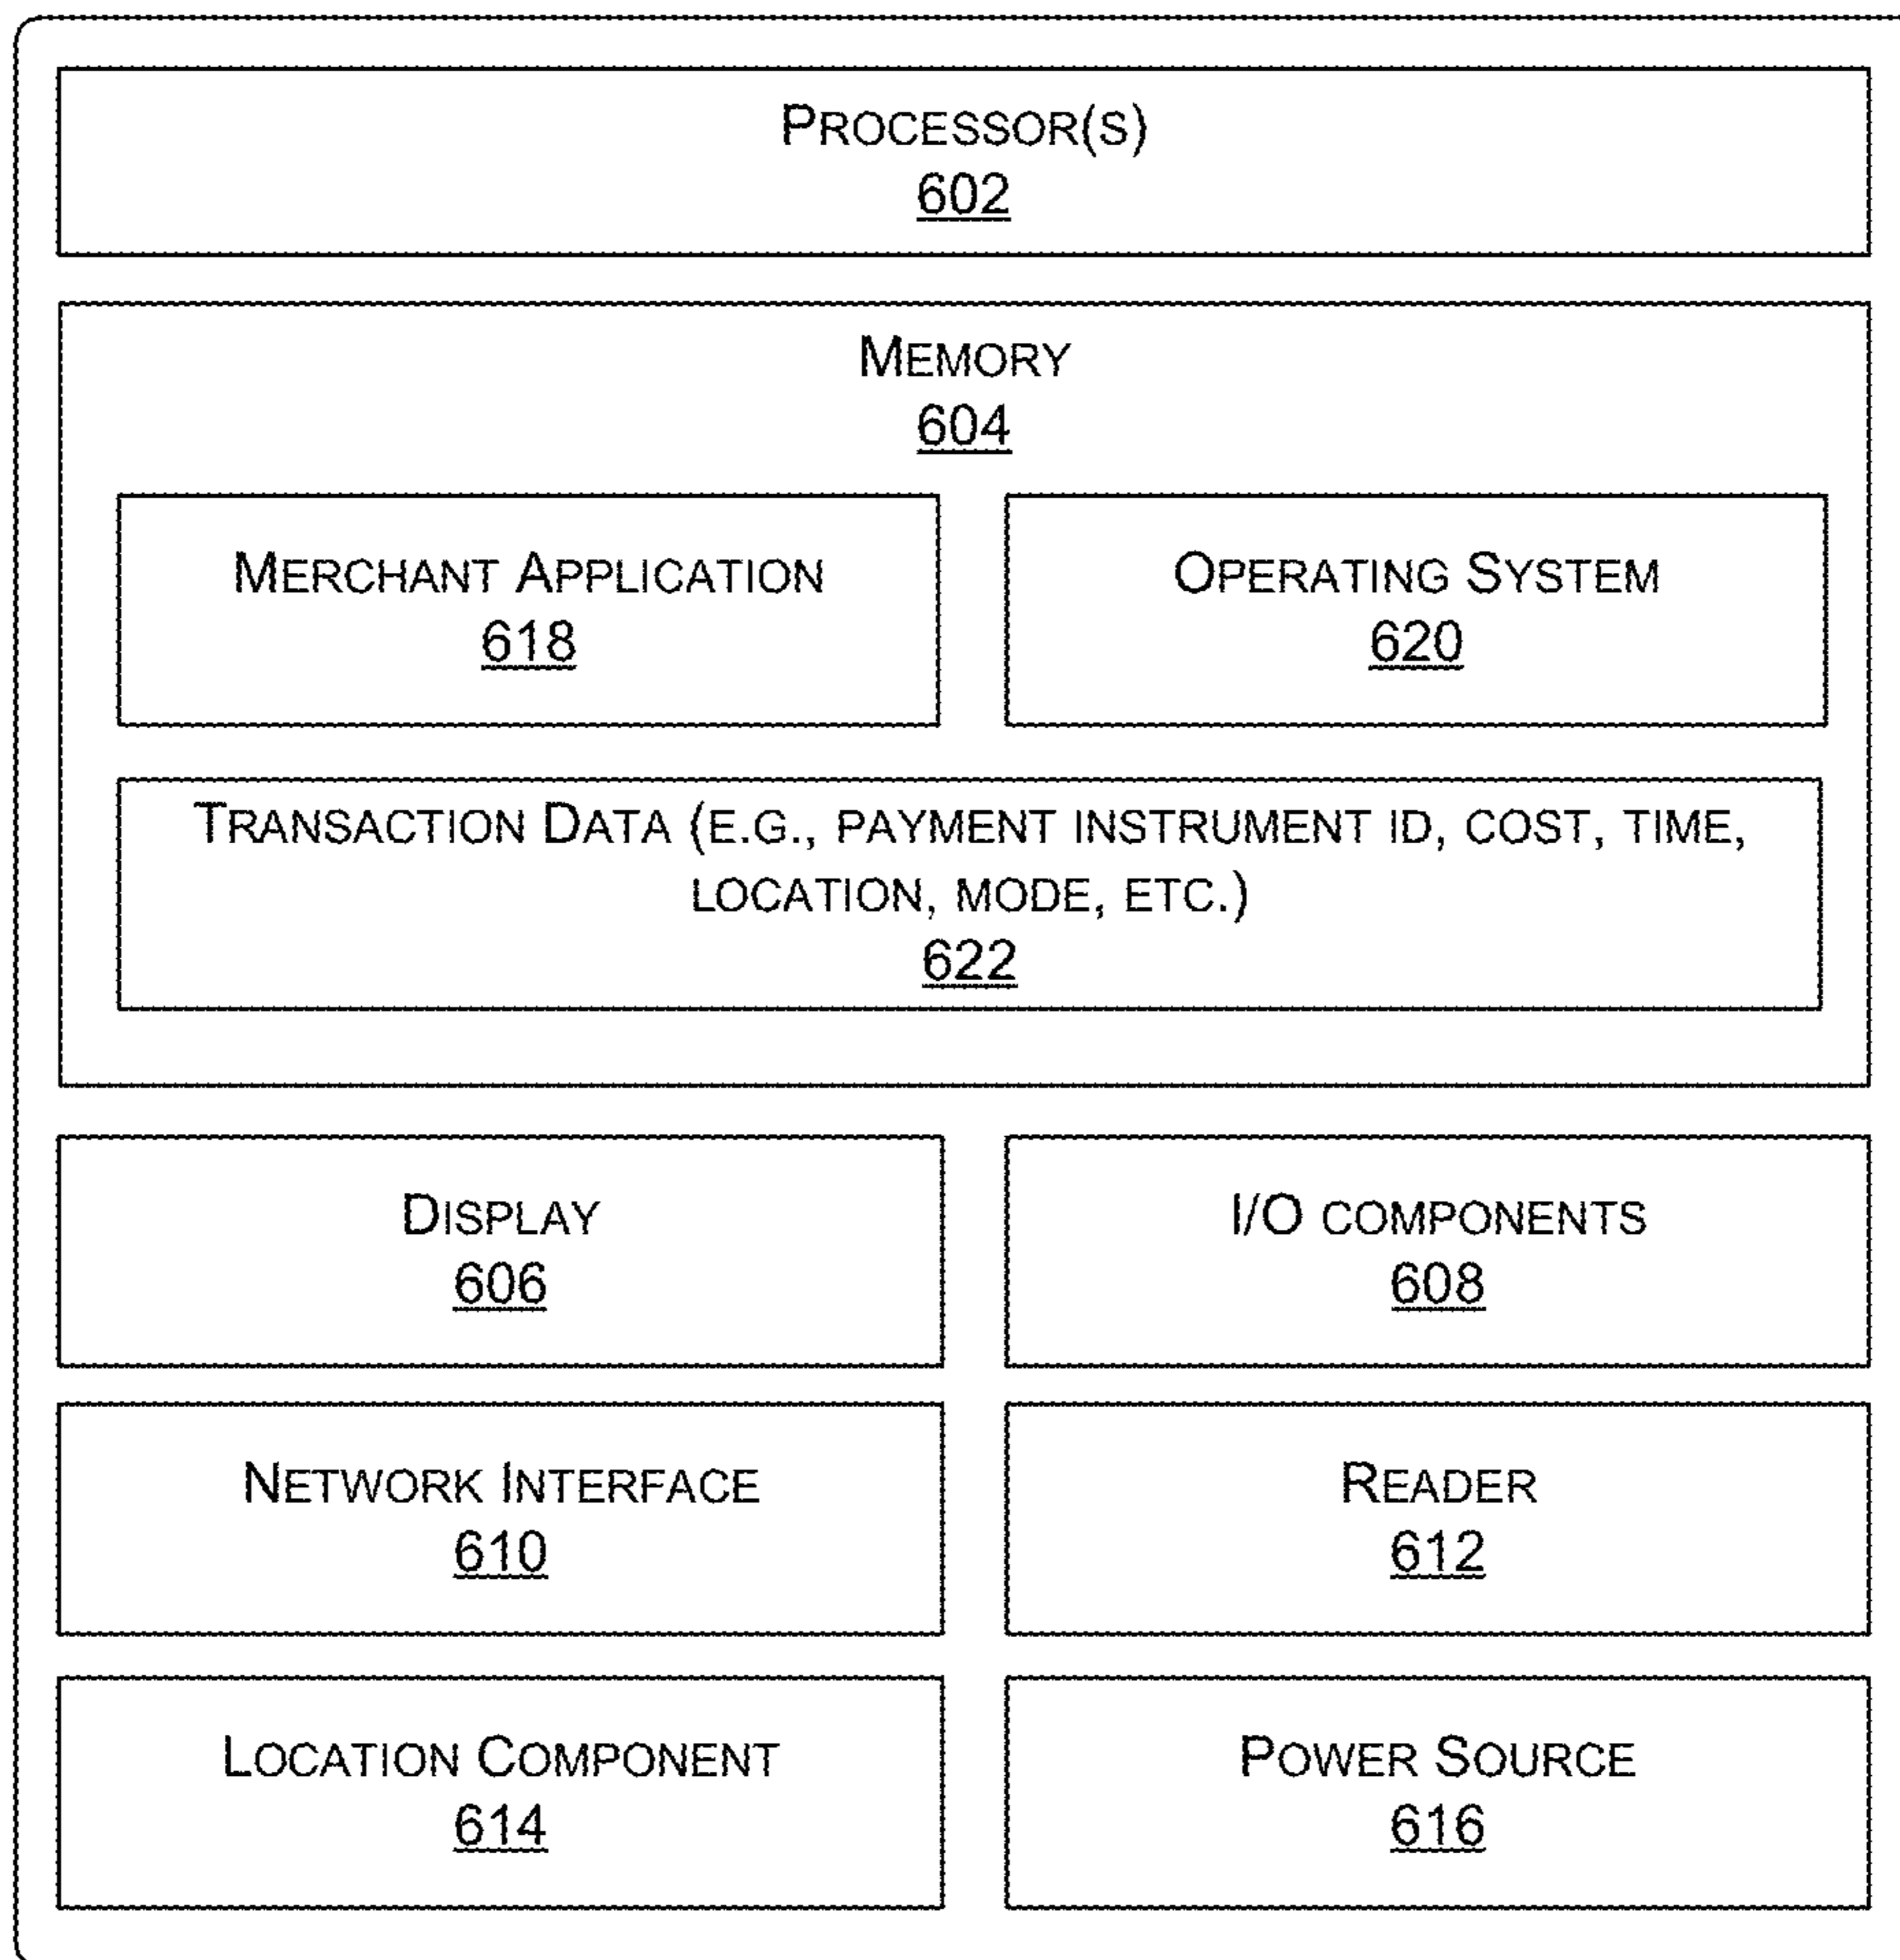 PROCESSOR(S)
602
MEMORY
604
MERCHANT APPLICATION
618
OPERATING SYSTEM
620
TRANSACTION DATA (E.G., PAYMENT INSTRUMENT ID, COST, TIME,
LOCATION, MODE, ETC.)
622
DISPLAY
606
I/O COMPONENTS
608
NETWORK INTERFACE
610
READER
612
LOCATION COMPONENT
614
POWER SOURCE
616